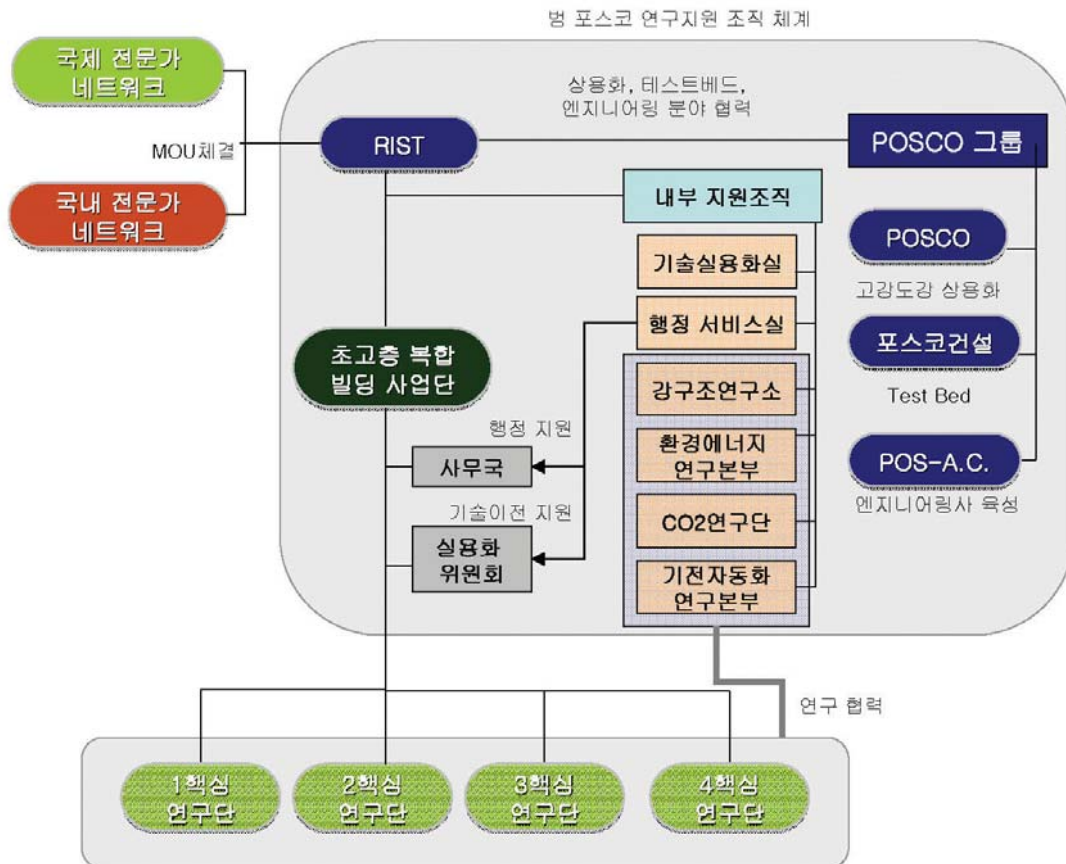 범 포스코 연구지원 조직 체계
국제 전문가
네트워크
상용화, 테스트베드,
엔지니어링 분야 협력
MOU체결
RIST
POSCO 그룹
국내 전문가
네트워크
내부 지원조직
POSCO
기술실용화실
고강도강 상용화
행정 서비스실
포스코건설
초고층 복합
빌딩 사업단
강구조연구소
Test Bed
행정 지원
환경에너지
연구본부
사무국
POS-A.C.
엔지니어링사 육성
기술이전 지원
CO2연구단
실용화
위원회
기전자동화
연구본부
연구 협력
1핵심
연구단
2핵심
연구단
3핵심
연구단
4핵심
연구단